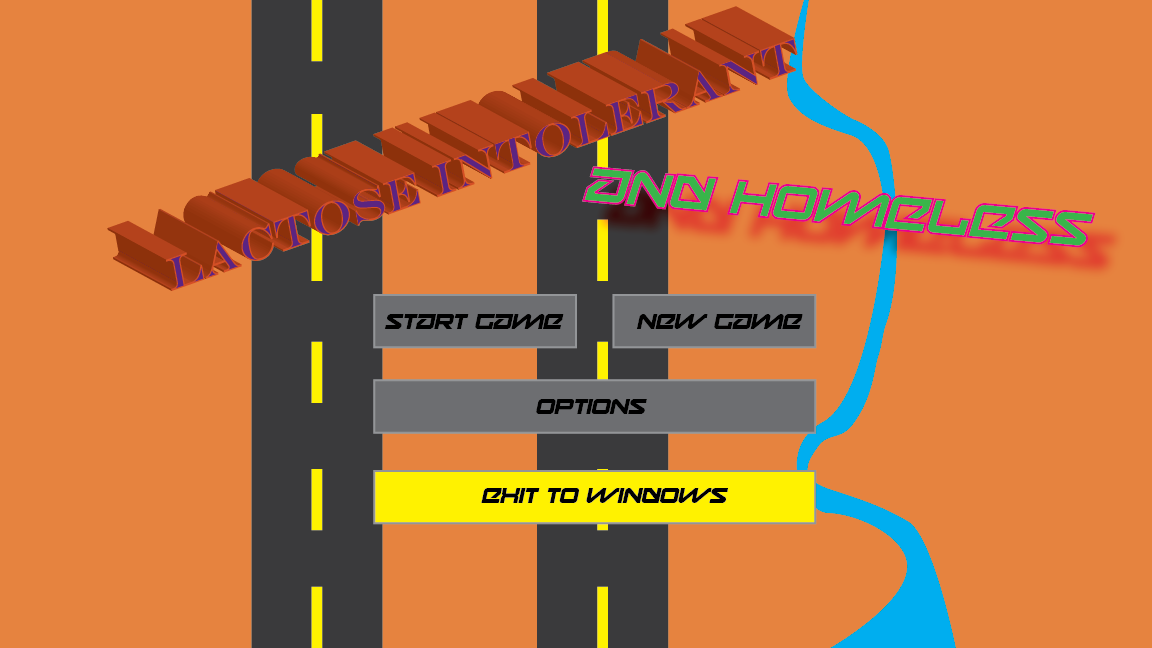 LACTOSE INTOLERANT
AND HOMELESS
START GAME
NEW GAME
OPTIONS
EXIT TO WINDOWS